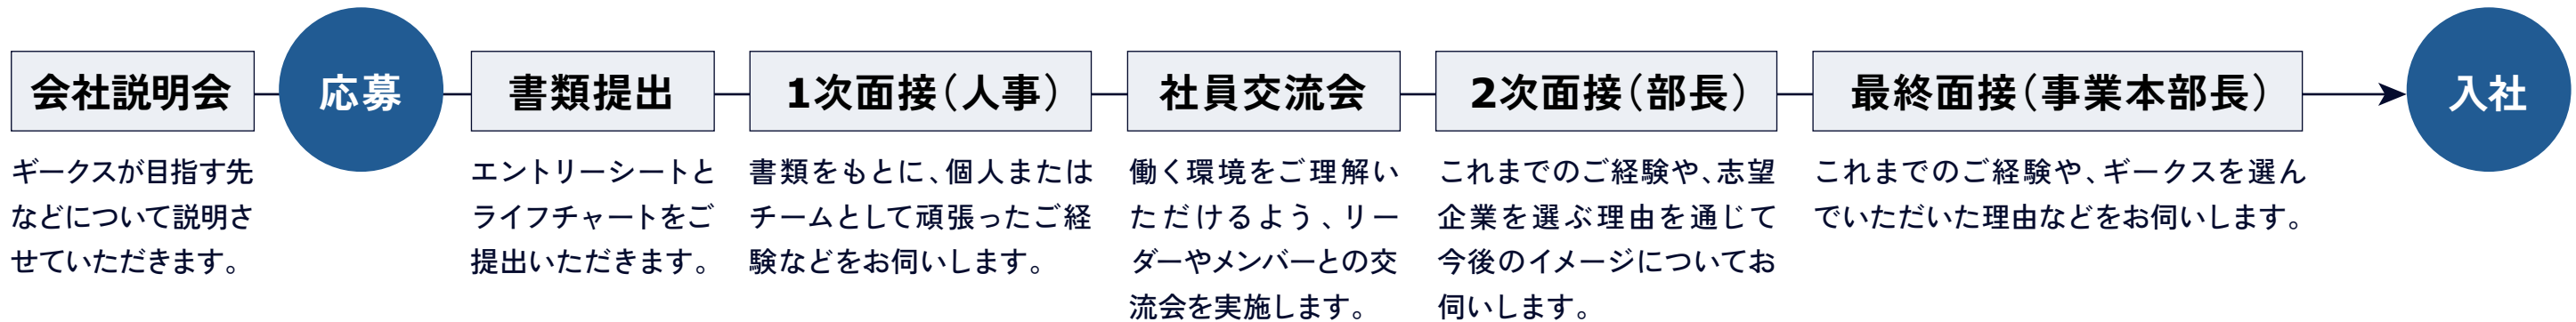 会社説明会
ギークスが目指す先
などについて説明さ
せていただきます。
応募
書類提出
エントリーシートと
ライフチャートをご
提出いただきます。
1次面接（人事）
書類をもとに、個人または
チームとして頑張ったご経
験などをお伺いします。
社員交流会
働く環境をご理解い
ただけるよう、リー
ダーやメンバーとの交
流会を実施します。
2次面接（部長）
これまでのご経験や、志望
企業を選ぶ理由を通じて
今後のイメージについてお
伺いします。
最終面接（事業本部長）
これまでのご経験や、ギークスを選ん
でいただいた理由などをお伺いします。
入社